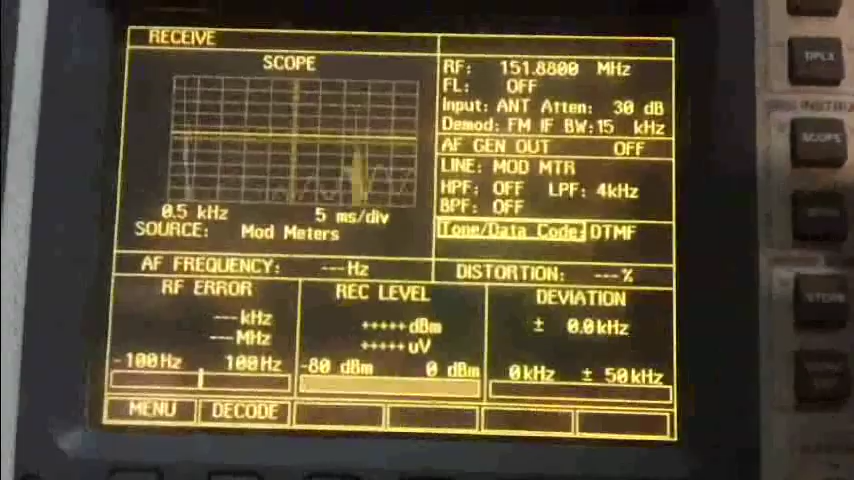 RECEIVE
SCOPE
0.5 kHz 5 ms/div
SOURCE: Mod Meters
RF: 151.8800 MHz
FL: OFF
Input: ANT Atten: 30 dB
Demod: FM IF BW: 15 kHz
AF GEN OUT OFF
LINE: MOD MTR
HPF: OFF LPF: 4kHz
BPF: OFF
Tone/Data Code: DTMF
AF FREQUENCY: ---Hz
DISTORTION: ---%
RF ERROR
---kHz
---MHz
-100Hz 100Hz
REC LEVEL
+++++dBm
+++++uV
-80 dBm 0 dBm
DEVIATION
± 0.0kHz
0kHz ± 50kHz
MENU DECODE
DPLX
SCOPE